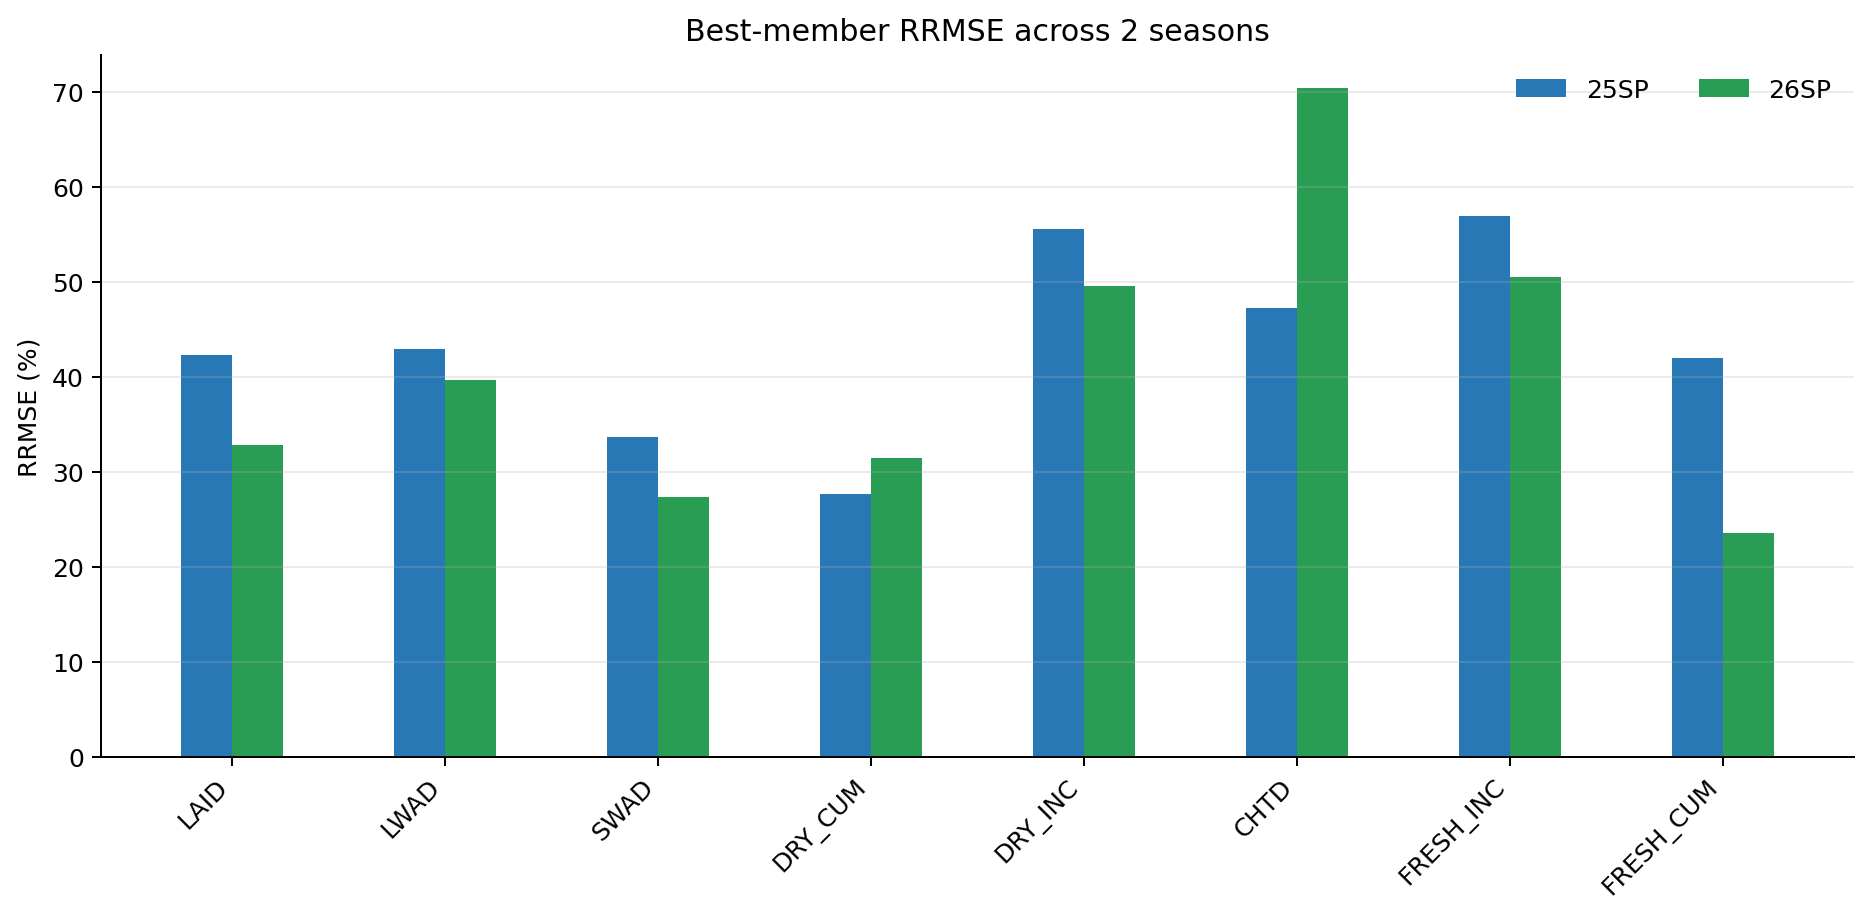 Best-member RRMSE across 2 seasons
25SP 26SP
RRMSE (%)
70
60
50
40
30
20
10
0
LAID LWAD SWAD DRY_CUM DRY_INC CHTD FRESH_INC FRESH_CUM